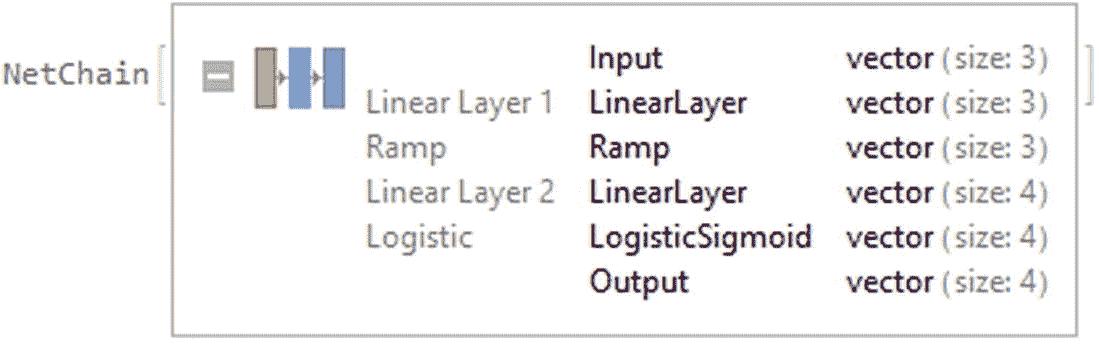 Input vector (size: 3)
NetChain[ ]
Linear Layer 1 LinearLayer vector (size: 3)
Ramp Ramp vector (size: 3)
Linear Layer 2 LinearLayer vector (size: 4)
Logistic LogisticSigmoid vector (size: 4)
Output vector (size: 4)